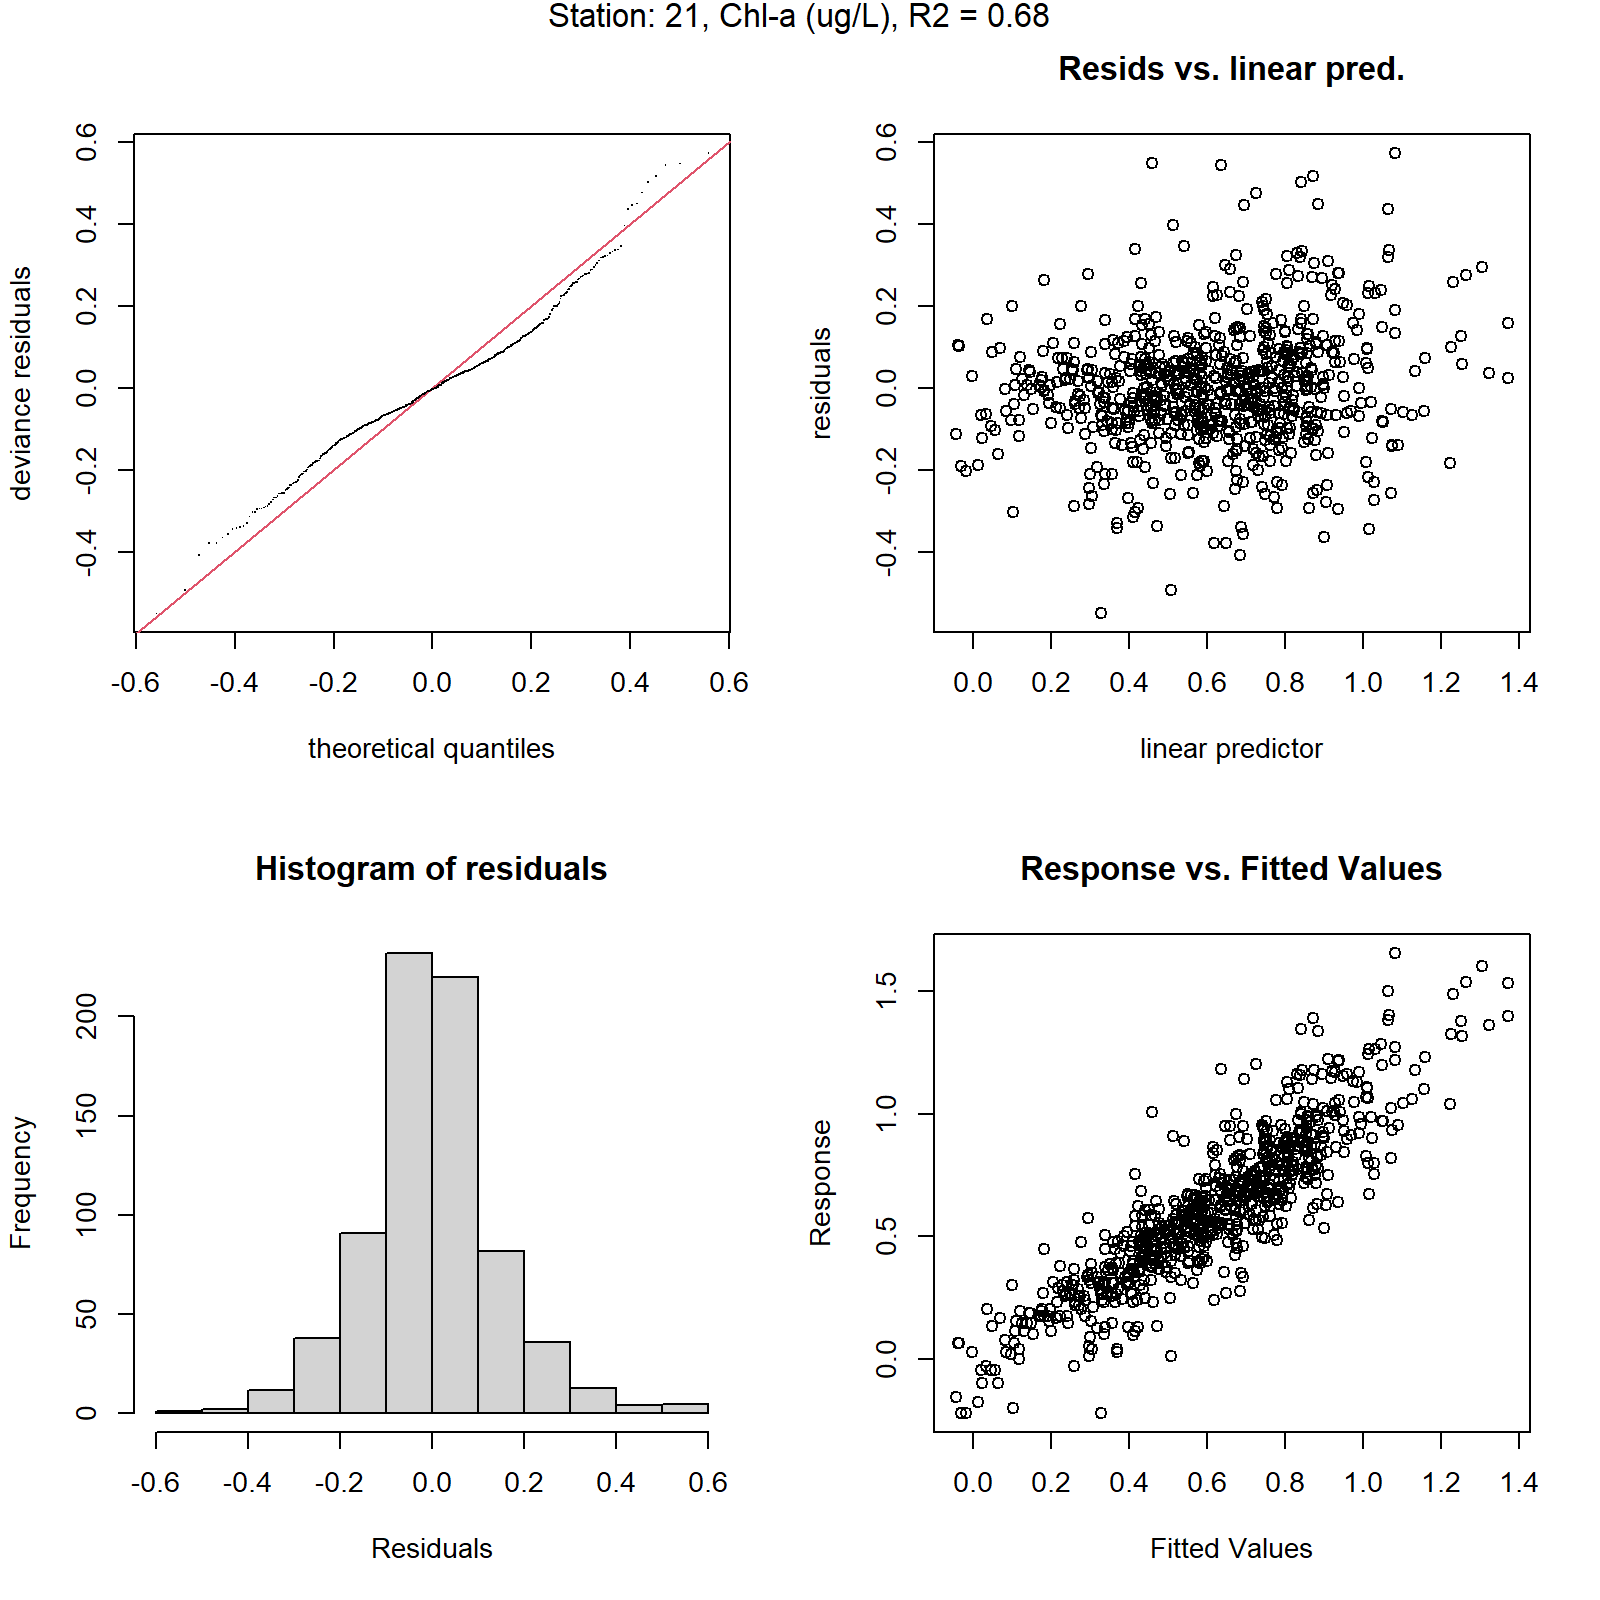 Station: 21, Chl-a (ug/L), R2 = 0.68
deviance residuals
0.6
0.4
0.2
0.0
-0.2
-0.4
-0.6 -0.4 -0.2 0.0 0.2 0.4 0.6
theoretical quantiles
Resids vs. linear pred.
residuals
0.6
0.4
0.2
0.0
-0.2
-0.4
0.0 0.2 0.4 0.6 0.8 1.0 1.2 1.4
linear predictor
Histogram of residuals
Frequency
200
150
100
50
0
-0.6 -0.4 -0.2 0.0 0.2 0.4 0.6
Residuals
Response vs. Fitted Values
Response
1.5
1.0
0.5
0.0
0.0 0.2 0.4 0.6 0.8 1.0 1.2 1.4
Fitted Values